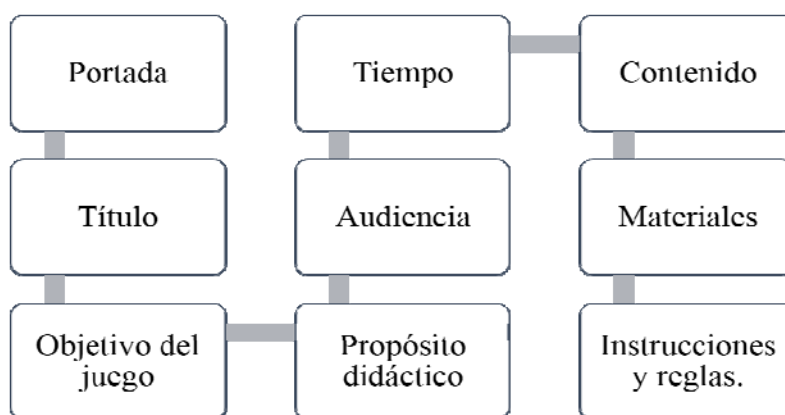 Portada
Título
Objetivo del
juego
Propósito
didáctico
Audiencia
Tiempo
Contenido
Materiales
Instrucciones
y reglas.